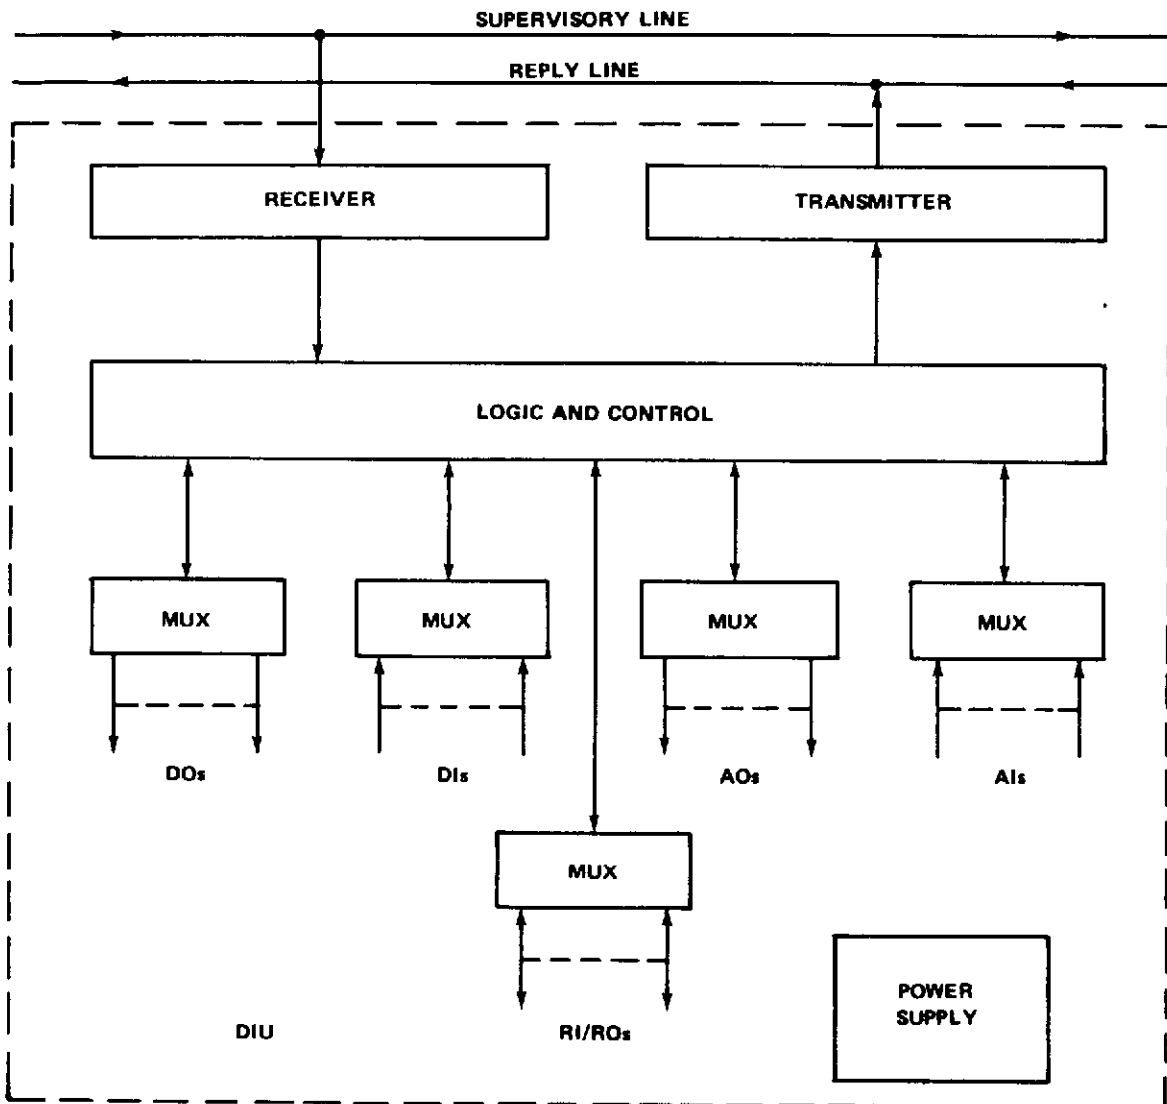 SUPERVISORY LINE
REPLY LINE
RECEIVER
TRANSMITTER
LOGIC AND CONTROL
MUX
MUX
MUX
MUX
DOs
DIs
AOs
AIs
MUX
POWER
SUPPLY
DIU
RI/ROs